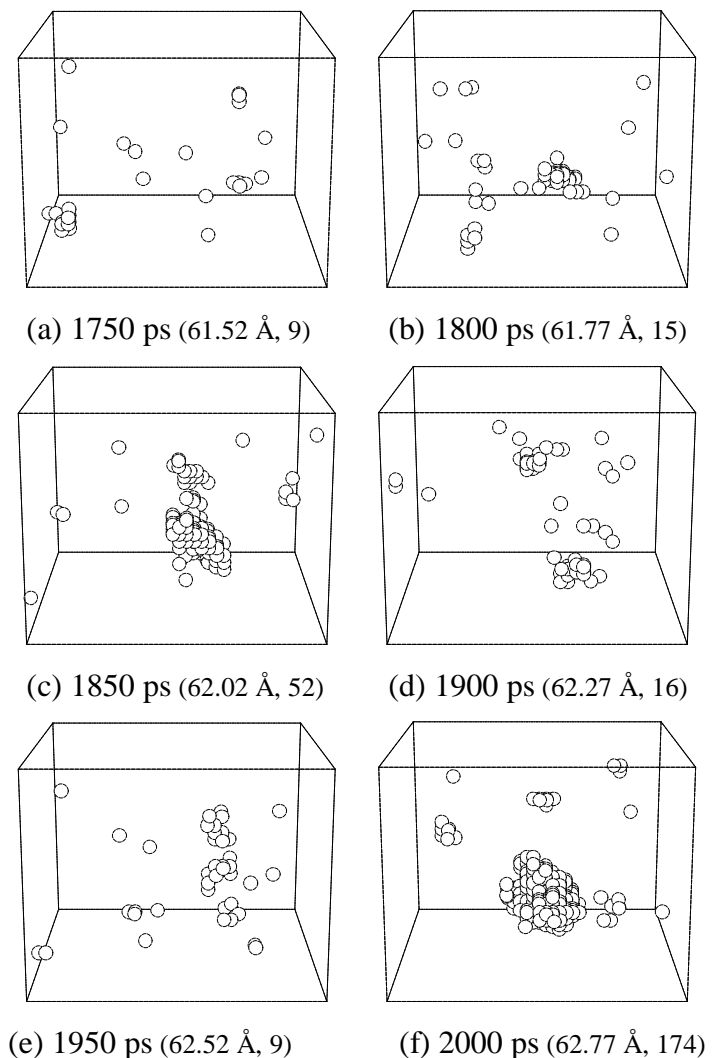 (a) 1750 ps (61.52 Å, 9)
(b) 1800 ps (61.77 Å, 15)
(c) 1850 ps (62.02 Å, 52)
(d) 1900 ps (62.27 Å, 16)
(e) 1950 ps (62.52 Å, 9)
(f) 2000 ps (62.77 Å, 174)